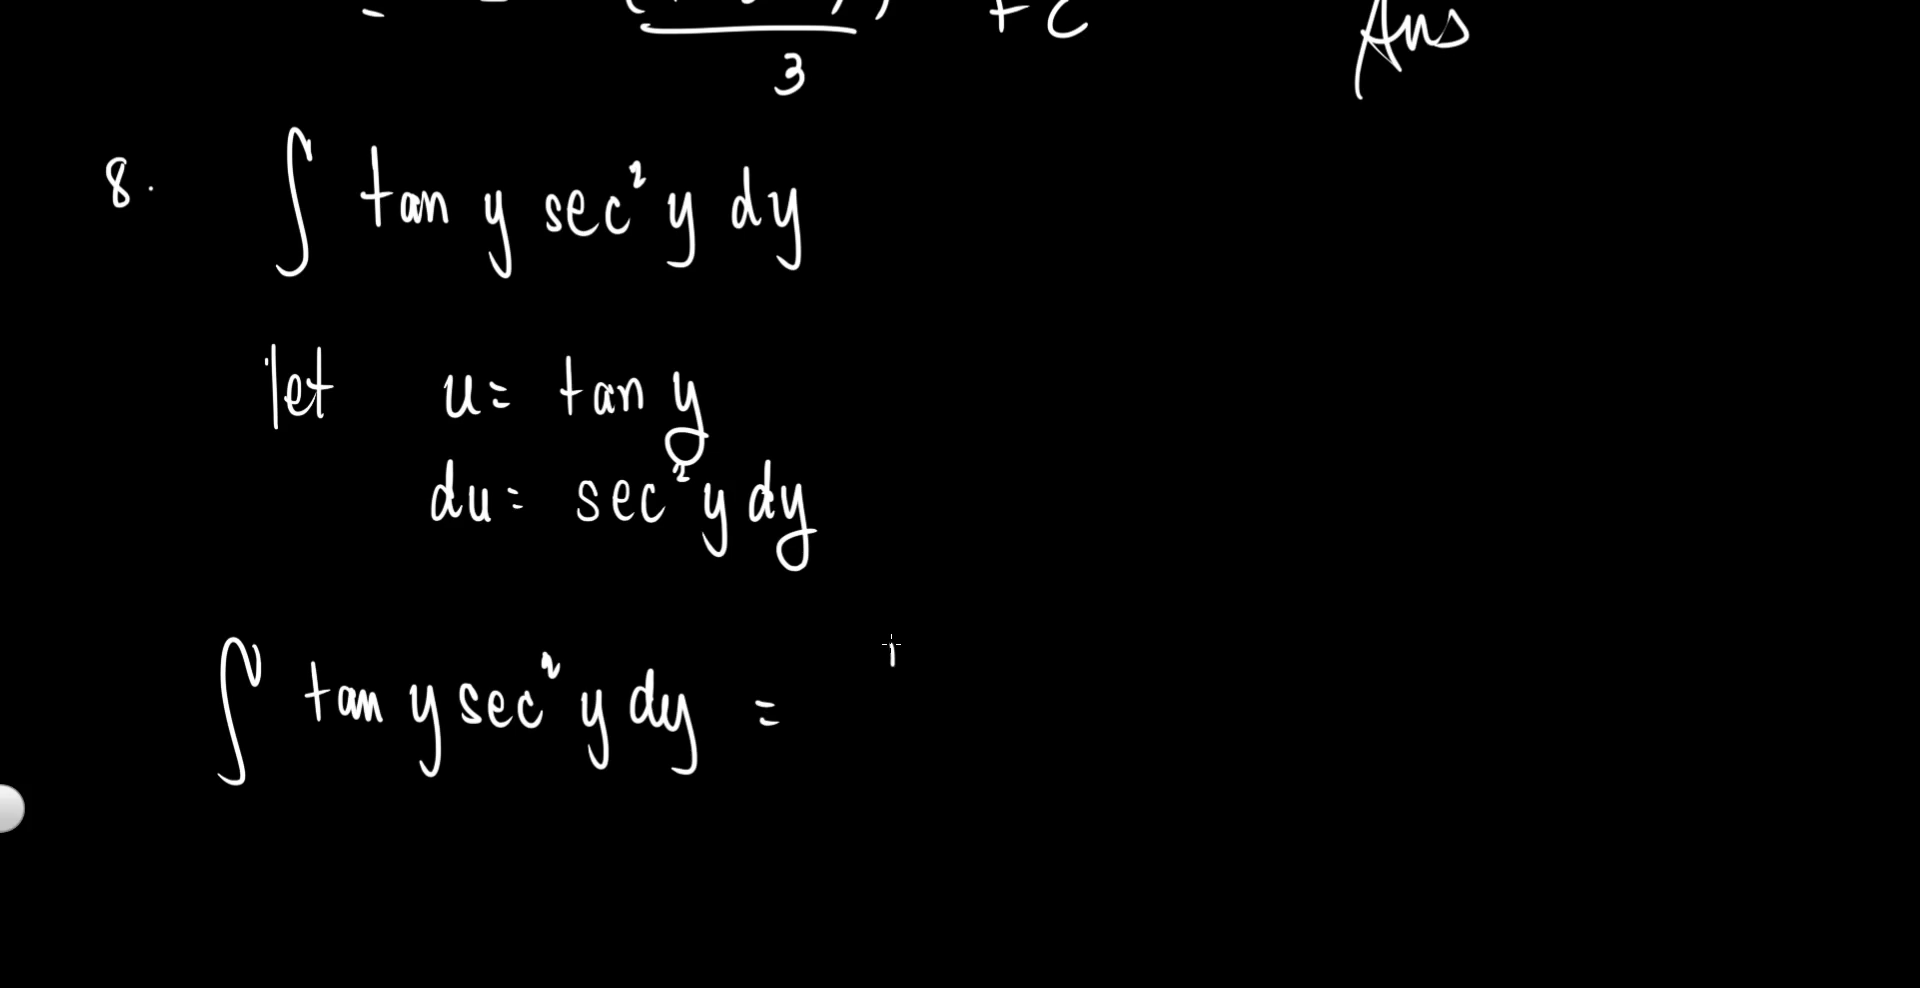 3 + C Ans
8. ∫ tan y sec² y dy
let u = tan y
du = sec² y dy
∫ tan y sec² y dy =